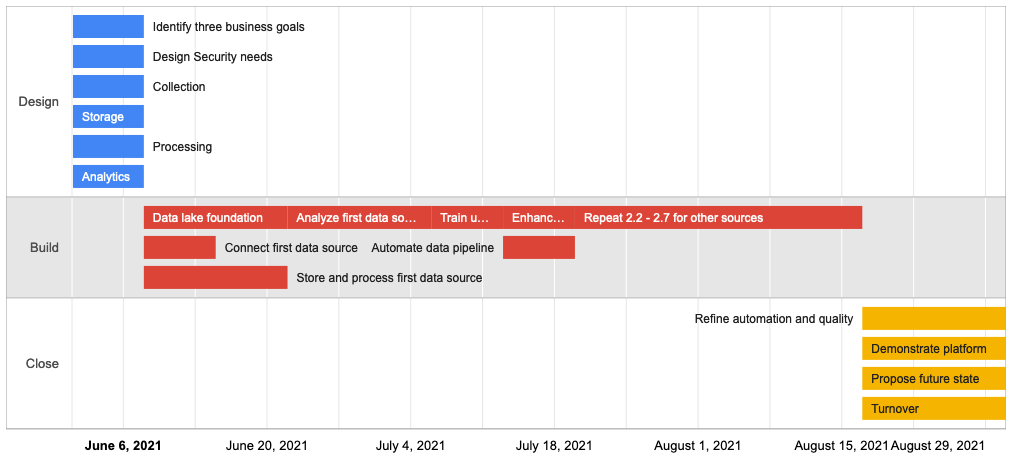 Design
Identify three business goals
Design Security needs
Collection
Storage
Processing
Analytics
Build
Data lake foundation
Analyze first data so…
Train u…
Enhanc…
Repeat 2.2 - 2.7 for other sources
Connect first data source
Automate data pipeline
Store and process first data source
Close
Refine automation and quality
Demonstrate platform
Propose future state
Turnover
June 6, 2021
June 20, 2021
July 4, 2021
July 18, 2021
August 1, 2021
August 15, 2021
August 29, 2021